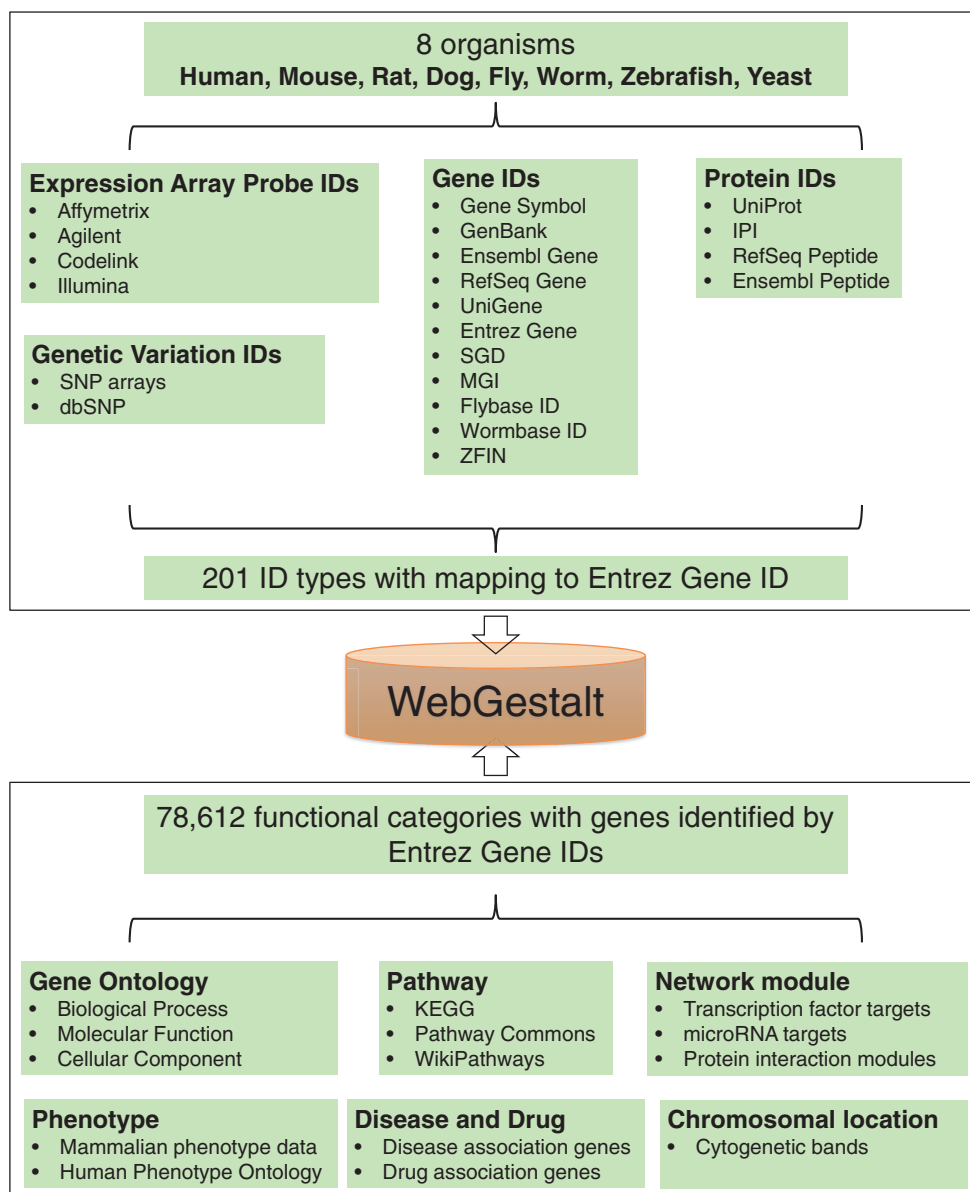 8 organisms
Human, Mouse, Rat, Dog, Fly, Worm, Zebrafish, Yeast
Expression Array Probe IDs
• Affymetrix
• Agilent
• Codelink
• Illumina
Genetic Variation IDs
• SNP arrays
• dbSNP
Gene IDs
• Gene Symbol
• GenBank
• Ensembl Gene
• RefSeq Gene
• UniGene
• Entrez Gene
• SGD
• MGI
• Flybase ID
• Wormbase ID
• ZFIN
Protein IDs
• UniProt
• IPI
• RefSeq Peptide
• Ensembl Peptide
201 ID types with mapping to Entrez Gene ID
WebGestalt
78,612 functional categories with genes identified by
Entrez Gene IDs
Gene Ontology
• Biological Process
• Molecular Function
• Cellular Component
Pathway
• KEGG
• Pathway Commons
• WikiPathways
Network module
• Transcription factor targets
• microRNA targets
• Protein interaction modules
Phenotype
• Mammalian phenotype data
• Human Phenotype Ontology
Disease and Drug
• Disease association genes
• Drug association genes
Chromosomal location
• Cytogenetic bands